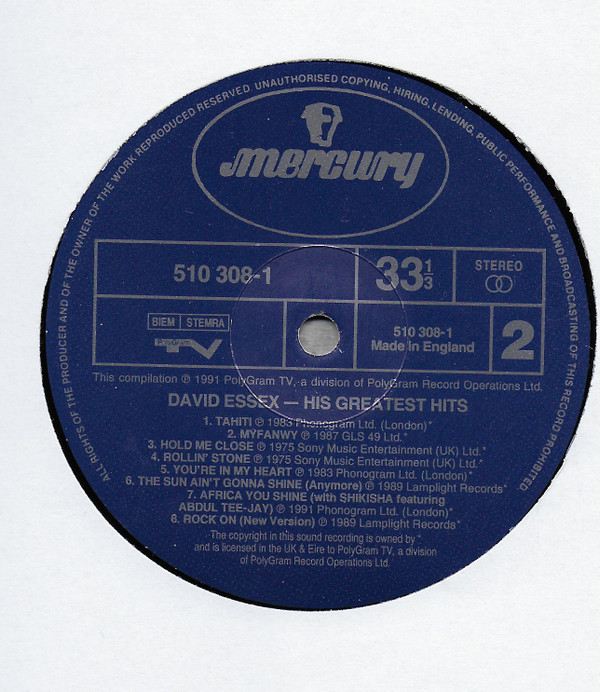 ALL RIGHTS OF THE PRODUCER AND OF THE OWNER OF THE WORK REPRODUCED RESERVED. UNAUTHORISED COPYING, HIRING, LENDING, PUBLIC PERFORMANCE AND BROADCASTING OF THIS RECORD PROHIBITED
mercury
510 308-1
33 1/3
STEREO
BIEM STEMRA
PolyGram TV
510 308-1
Made in England
2
This compilation ℗ 1991 PolyGram TV, a division of PolyGram Record Operations Ltd.
DAVID ESSEX — HIS GREATEST HITS
1. TAHITI ℗ 1983 Phonogram Ltd. (London)*
2. MYFANWY ℗ 1987 GLS 49 Ltd.*
3. HOLD ME CLOSE ℗ 1975 Sony Music Entertainment (UK) Ltd.*
4. ROLLIN' STONE ℗ 1975 Sony Music Entertainment (UK) Ltd.*
5. YOU'RE IN MY HEART ℗ 1983 Phonogram Ltd. (London)*
6. THE SUN AIN'T GONNA SHINE (Anymore) ℗ 1989 Lamplight Records*
7. AFRICA YOU SHINE (with SHIKISHA featuring
ABDUL TEE-JAY) ℗ 1991 Phonogram Ltd. (London)*
8. ROCK ON (New Version) ℗ 1989 Lamplight Records*
The copyright in this sound recording is owned by *
and is licensed in the UK & Eire to PolyGram TV, a division
of PolyGram Record Operations Ltd.